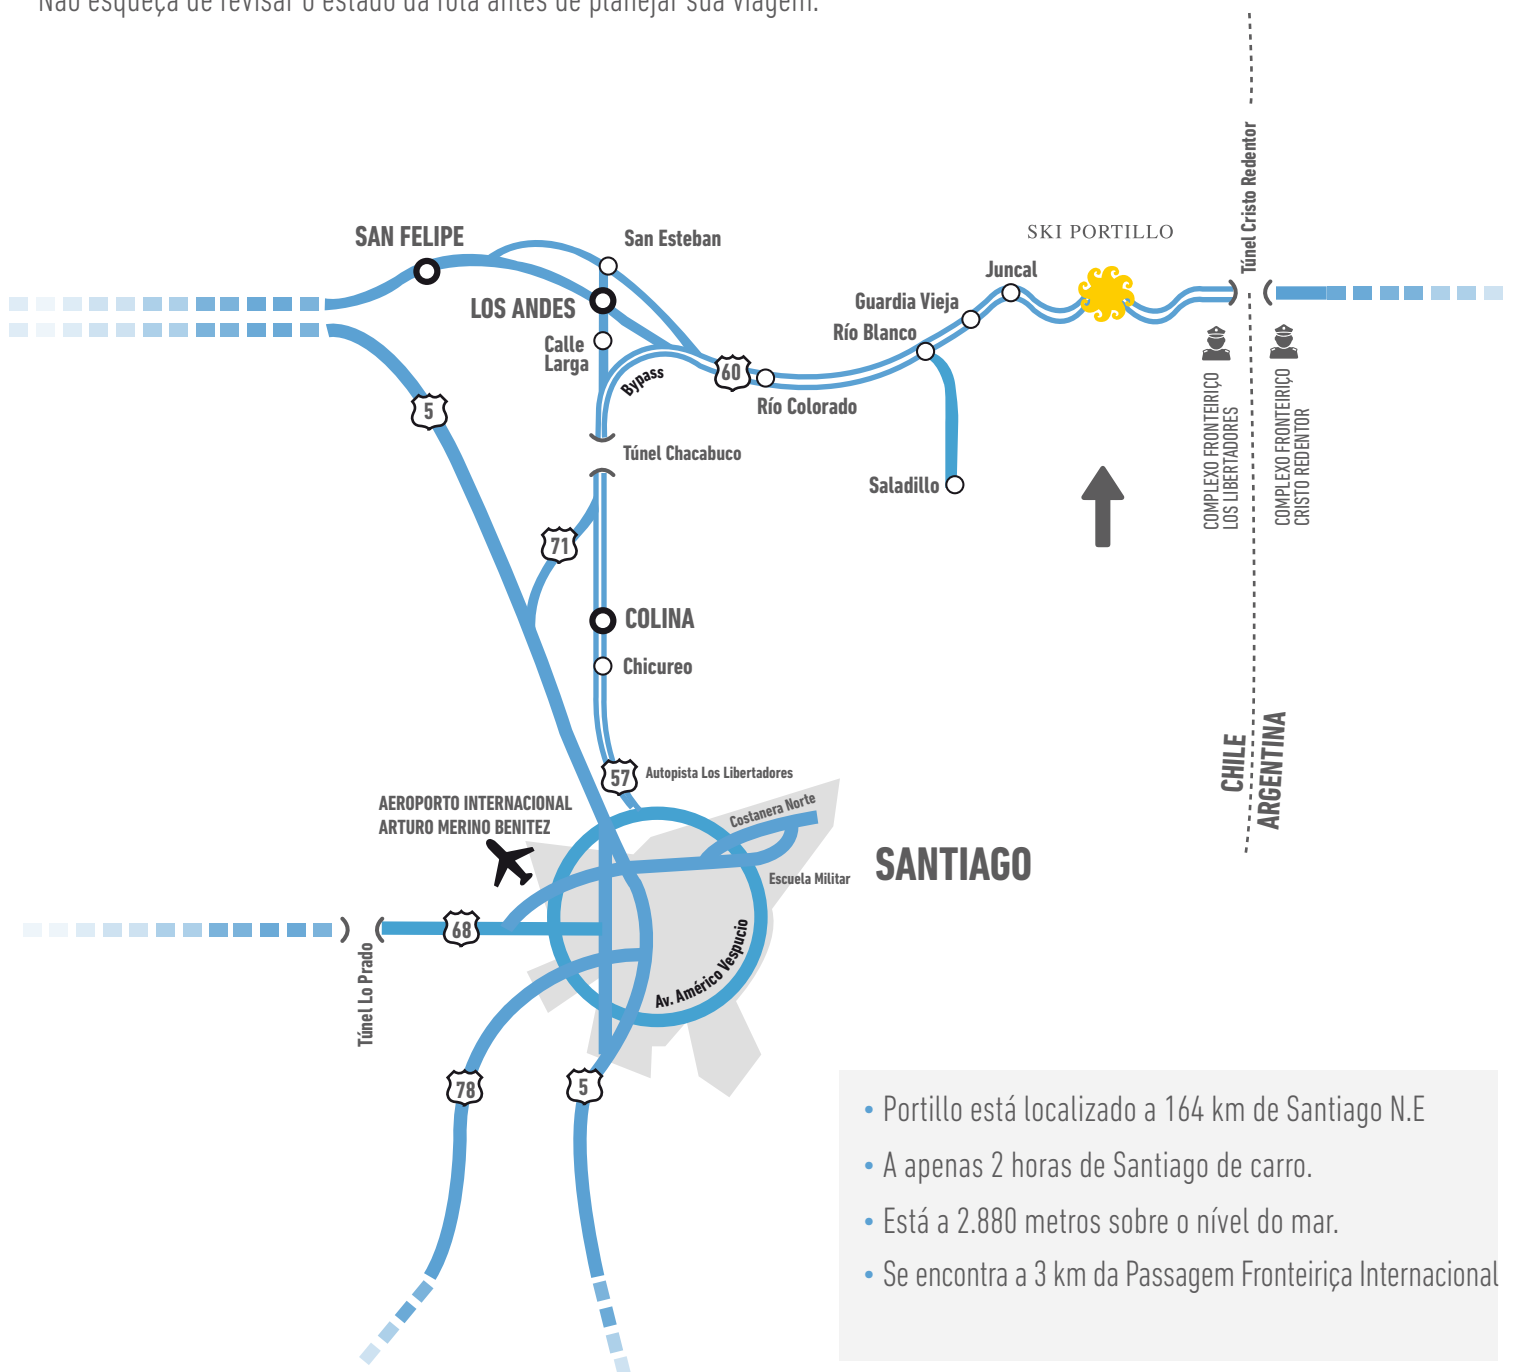 Não esqueça de revisar o estado da rota antes de planejar sua viagem.
Túnel Cristo Redentor
SKI PORTILLO
SAN FELIPE
San Esteban
Juncal
LOS ANDES
Guardia Vieja
Río Blanco
Calle
Larga
Bypass
60
Río Colorado
5
Túnel Chacabuco
Saladillo
COMPLEXO FRONTEIRIÇO
LOS LIBERTADORES
COMPLEXO FRONTEIRIÇO
CRISTO REDENTOR
71
COLINA
Chicureo
CHILE
ARGENTINA
57
Autopista Los Libertadores
AEROPORTO INTERNACIONAL
ARTURO MERINO BENITEZ
Costanera Norte
SANTIAGO
Escuela Militar
68
Av. Américo Vespucio
Túnel Lo Prado
78
5
• Portillo está localizado a 164 km de Santiago N.E
• A apenas 2 horas de Santiago de carro.
• Está a 2.880 metros sobre o nível do mar.
• Se encontra a 3 km da Passagem Fronteiriça Internacional